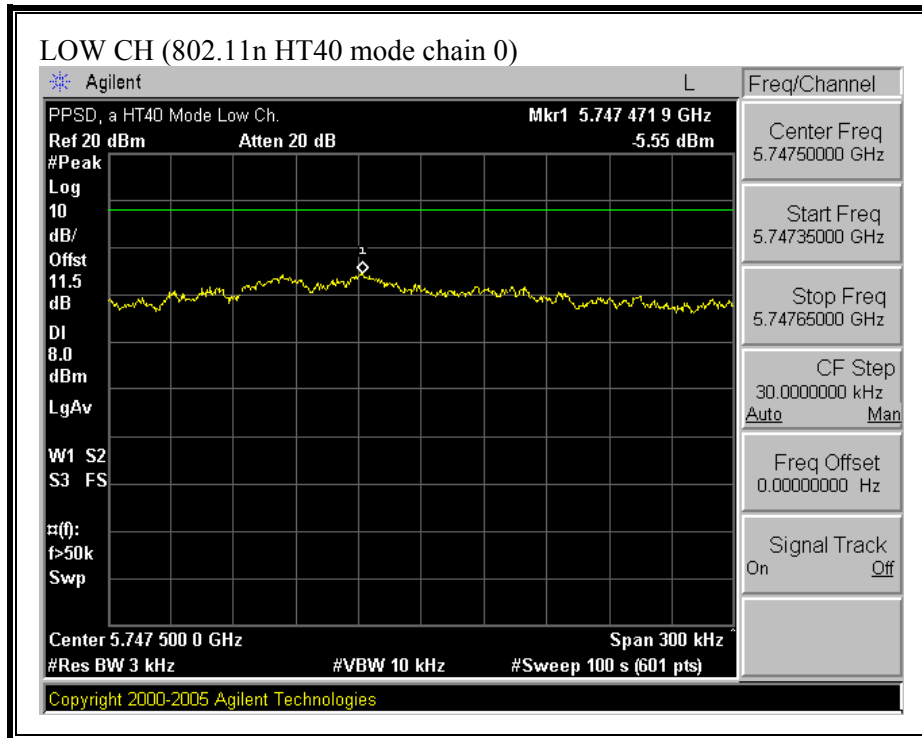 LOW CH (802.11n HT40 mode chain 0)
Agilent L
PPSD, a HT40 Mode Low Ch. Mkr1 5.747 471 9 GHz
Ref 20 dBm Atten 20 dB -5.55 dBm
#Peak
Log
10
dB/
Offst
11.5
dB
DI
8.0
dBm
LgAv
W1 S2
S3 FS
¤(f):
f>50k
Swp
1
Center 5.747 500 0 GHz Span 300 kHz ^
#Res BW 3 kHz #VBW 10 kHz #Sweep 100 s (601 pts)
Copyright 2000-2005 Agilent Technologies
Freq/Channel
Center Freq
5.74750000 GHz
Start Freq
5.74735000 GHz
Stop Freq
5.74765000 GHz
CF Step
30.0000000 kHz
Auto Man
Freq Offset
0.00000000 Hz
Signal Track
On Off